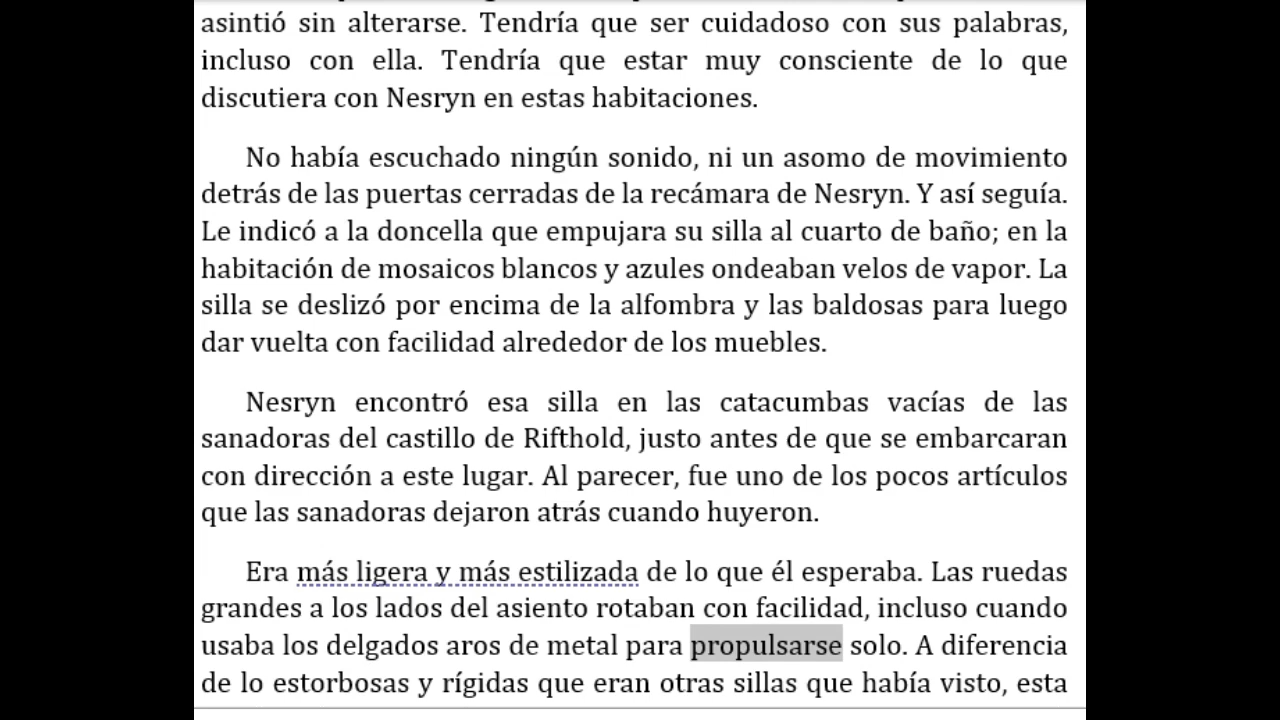 asintió sin alterarse. Tendría que ser cuidadoso con sus palabras,
incluso con ella. Tendría que estar muy consciente de lo que
discutiera con Nesryn en estas habitaciones.
No había escuchado ningún sonido, ni un asomo de movimiento
detrás de las puertas cerradas de la recámara de Nesryn. Y así seguía.
Le indicó a la doncella que empujara su silla al cuarto de baño; en la
habitación de mosaicos blancos y azules ondeaban velos de vapor. La
silla se deslizó por encima de la alfombra y las baldosas para luego
dar vuelta con facilidad alrededor de los muebles.
Nesryn encontró esa silla en las catacumbas vacías de las
sanadoras del castillo de Rifthold, justo antes de que se embarcaran
con dirección a este lugar. Al parecer, fue uno de los pocos artículos
que las sanadoras dejaron atrás cuando huyeron.
Era más ligera y más estilizada de lo que él esperaba. Las ruedas
grandes a los lados del asiento rotaban con facilidad, incluso cuando
usaba los delgados aros de metal para propulsarse solo. A diferencia
de lo estorbosas y rígidas que eran otras sillas que había visto, esta